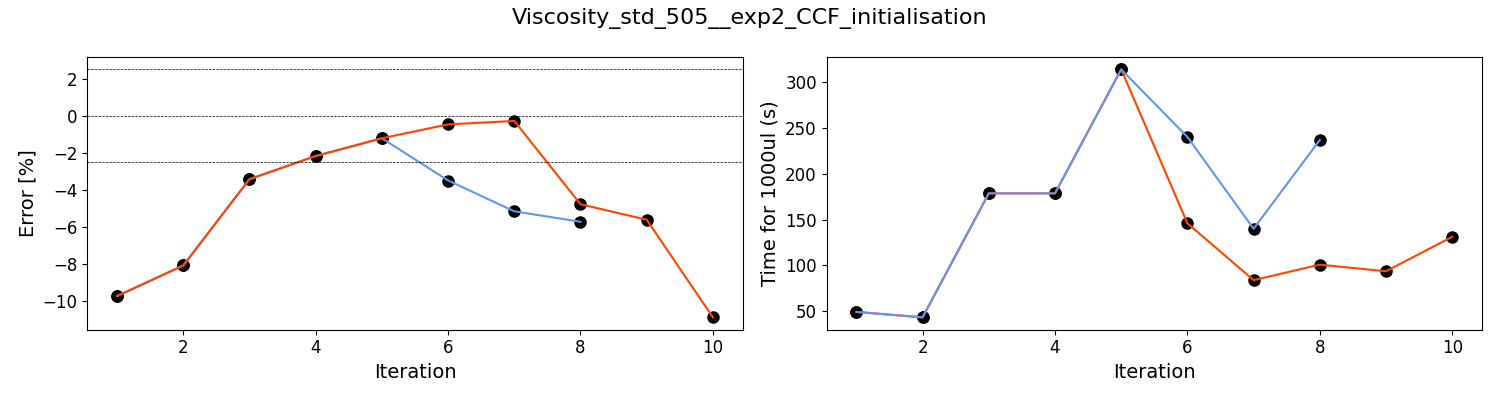 Viscosity_std_505__exp2_CCF_initialisation
Error [%]
2
0
−2
−4
−6
−8
−10
2 4 6 8 10
Iteration
Time for 1000ul (s)
300
250
200
150
100
50
2 4 6 8 10
Iteration